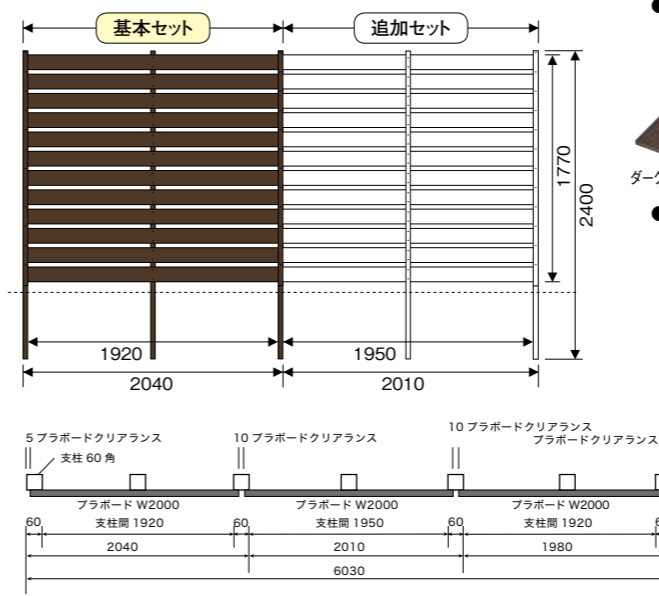 基本セット
追加セット
1770
2400
ダーク
1920
1950
2040
2010
10 プラボードクリアランス
5 プラボードクリアランス
10 プラボードクリアランス
プラボードクリアランス
支柱 60 角
プラボード W2000
プラボード W2000
プラボード W2000
60
支柱間 1920
60
支柱間 1950
60
支柱間 1920
2040
2010
1980
6030